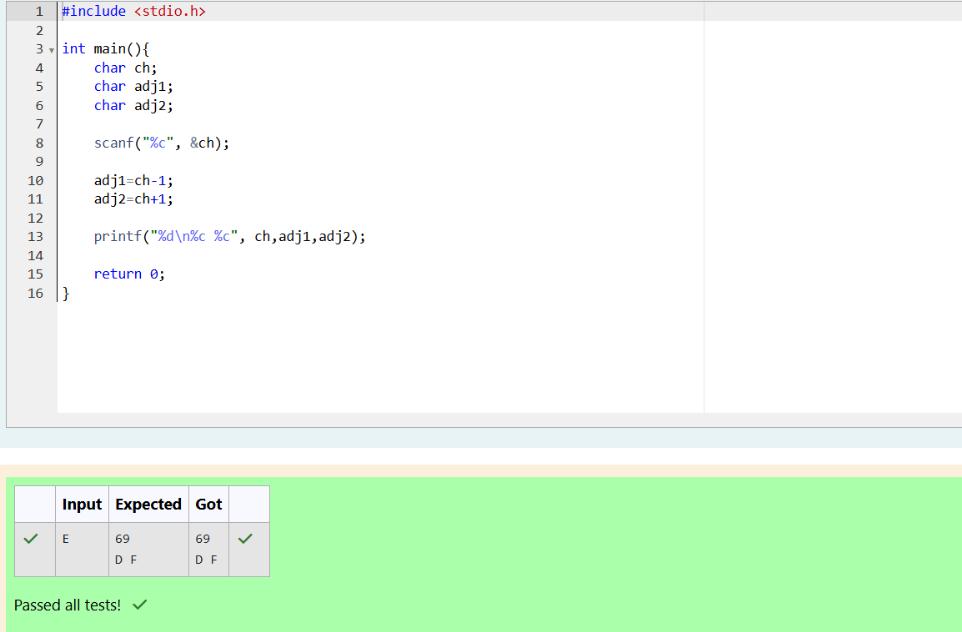 1 #include <stdio.h>
2
3 int main(){
4     char ch;
5     char adj1;
6     char adj2;
7
8     scanf("%c", &ch);
9
10     adj1=ch-1;
11     adj2=ch+1;
12
13     printf("%d\n%c %c", ch,adj1,adj2);
14
15     return 0;
16 }
Input Expected Got
E 69 69
D F D F
Passed all tests!